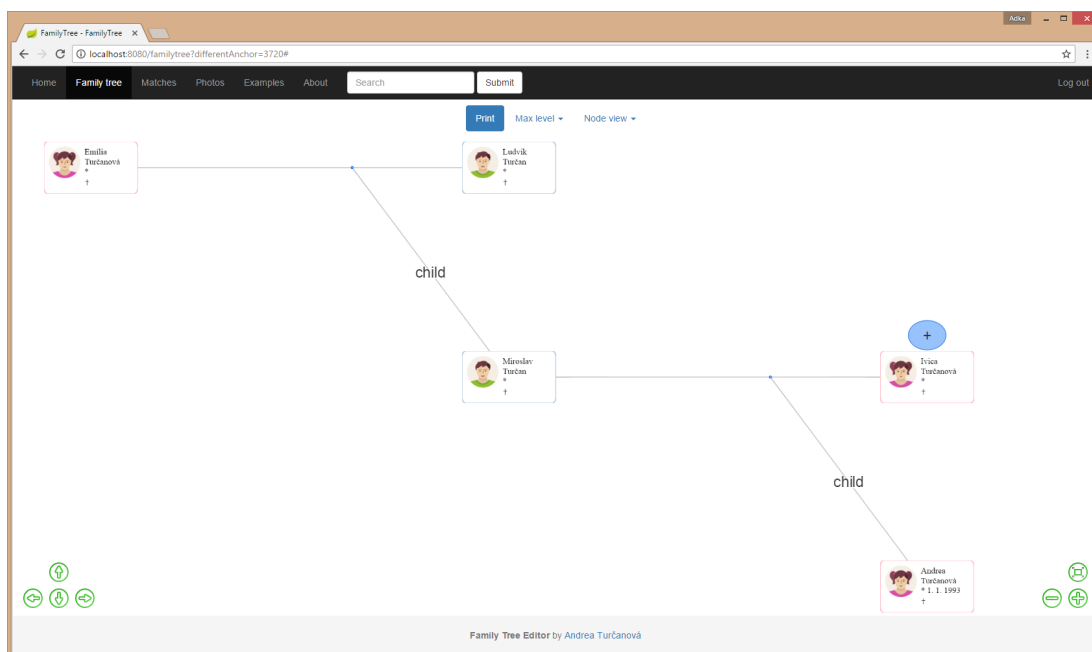 Adka
FamilyTree - FamilyTree
localhost:8080/familytree?differentAnchor=3720#
Home Family tree Matches Photos Examples About Search Submit Log out
Print Max level Node view
Emília
Turčanová
*
†
Ludvik
Turčan
*
†
child
+
Miroslav
Turčan
*
†
Ivica
Turčanová
*
†
child
Andrea
Turčanová
* 1. 1. 1993
†
Family Tree Editor by Andrea Turčanová